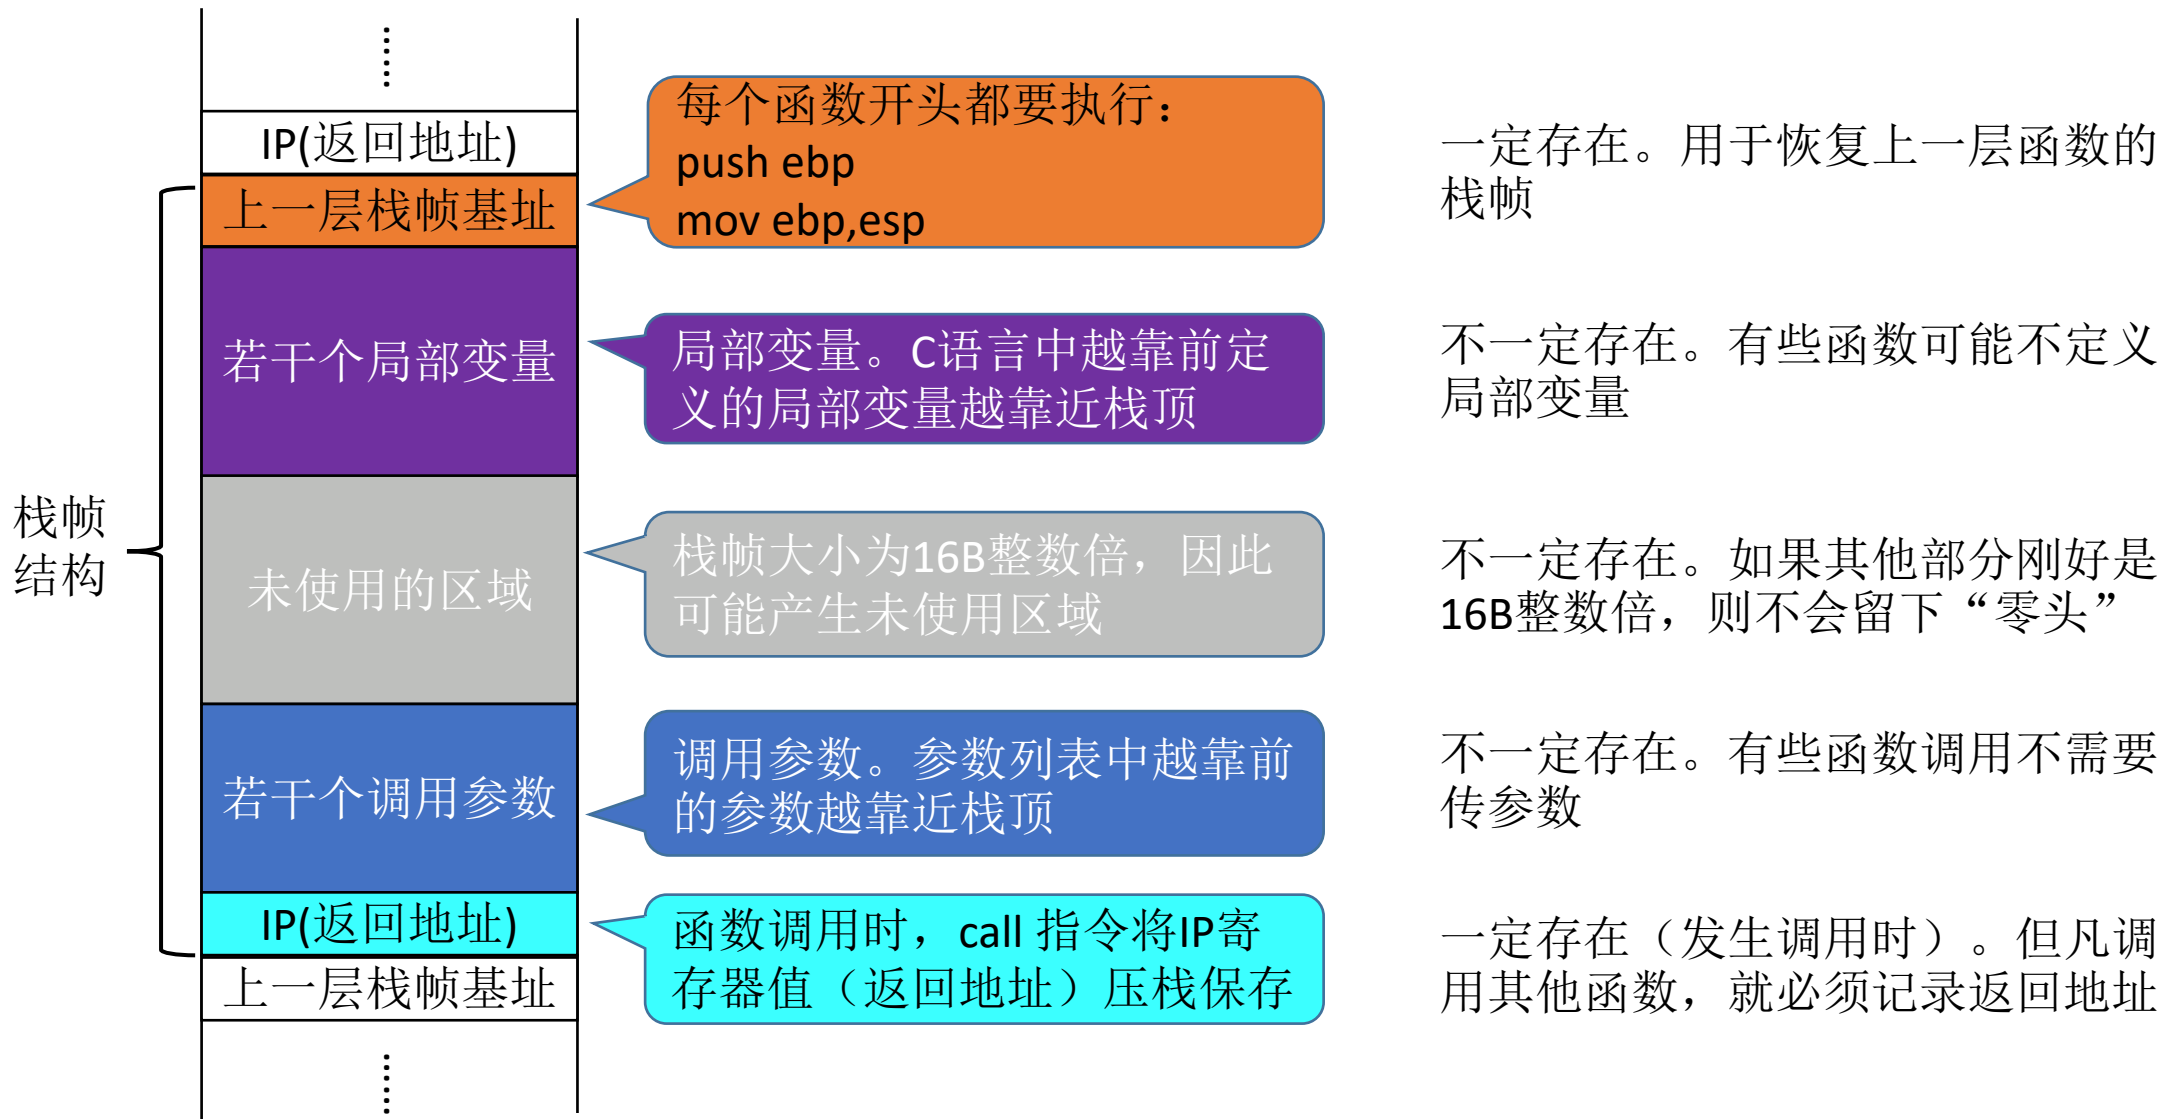 IP(返回地址)
上一层栈帧基址
若干个局部变量
未使用的区域
若干个调用参数
IP(返回地址)
上一层栈帧基址
栈帧
结构
每个函数开头都要执行：
push ebp
mov ebp,esp
一定存在。用于恢复上一层函数的
栈帧
局部变量。C语言中越靠前定
义的局部变量越靠近栈顶
不一定存在。有些函数可能不定义
局部变量
栈帧大小为16B整数倍，因此
可能产生未使用区域
不一定存在。如果其他部分刚好是
16B整数倍，则不会留下“零头”
调用参数。参数列表中越靠前
的参数越靠近栈顶
不一定存在。有些函数调用不需要
传参数
函数调用时，call 指令将IP寄
存器值（返回地址）压栈保存
一定存在（发生调用时）。但凡调
用其他函数，就必须记录返回地址